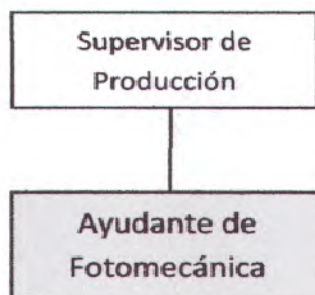 Supervisor de
Producción
Ayudante de
Fotomecánica